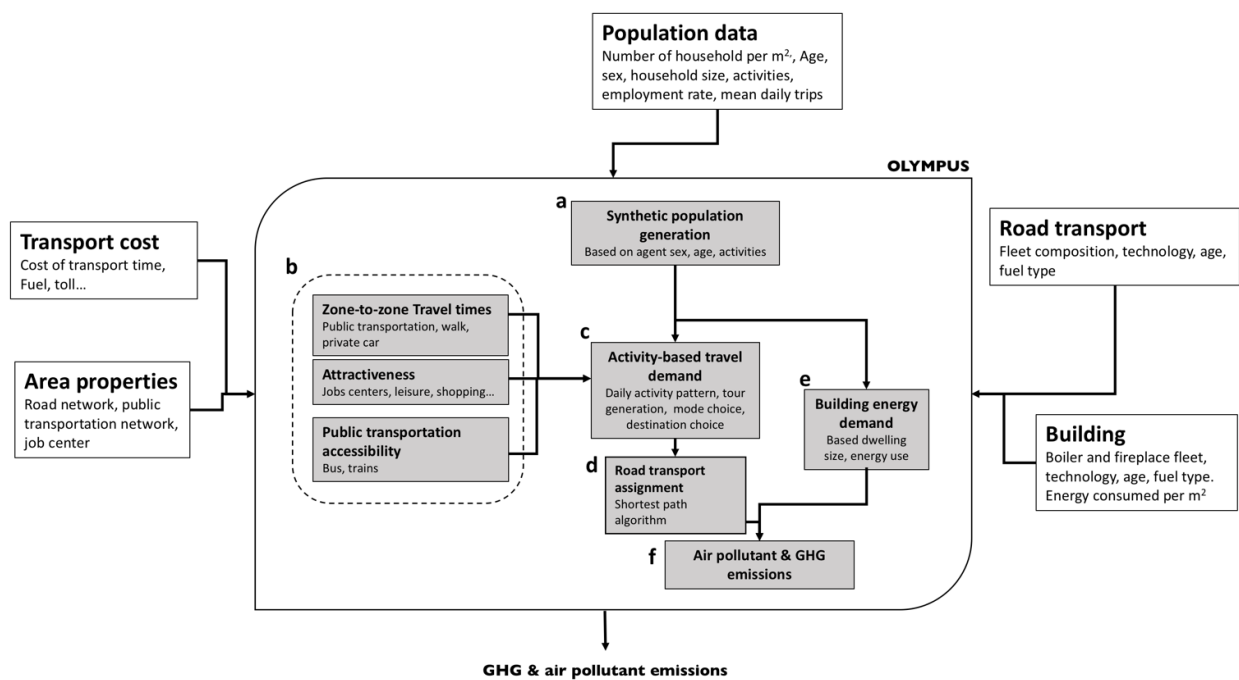 Population data
Number of household per m2,, Age,
sex, household size, activities,
employment rate, mean daily trips
OLYMPUS
a
Synthetic population
generation
Based on agent sex, age, activities
Transport cost
Cost of transport time,
Fuel, toll...
Road transport
Fleet composition, technology, age,
fuel type
b
Zone-to-zone Travel times
Public transportation, walk,
private car
Attractiveness
Jobs centers, leisure, shopping...
Public transportation
accessibility
Bus, trains
c
Activity-based travel
demand
Daily activity pattern, tour
generation, mode choice,
destination choice
Area properties
Road network, public
transportation network,
job center
e
Building energy
demand
Based dwelling
size, energy use
Building
Boiler and fireplace fleet,
technology, age, fuel type.
Energy consumed per m2
d
Road transport
assignment
Shortest path
algorithm
f
Air pollutant & GHG
emissions
GHG & air pollutant emissions